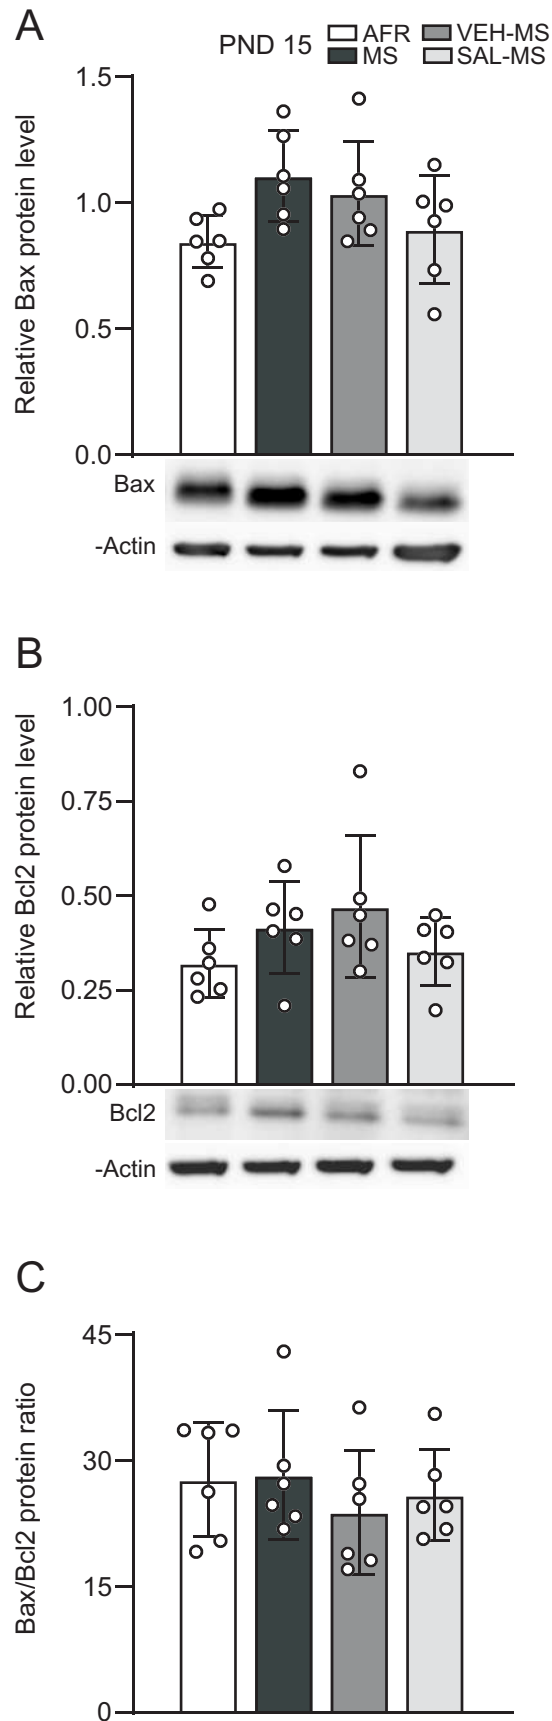 A
PND 15
AFR
VEH-MS
MS
SAL-MS
Relative Bax protein level
1.5
1.0
0.5
0.0
Bax
-Actin
B
Relative Bcl2 protein level
1.00
0.75
0.50
0.25
0.00
Bcl2
-Actin
C
Bax/Bcl2 protein ratio
45
30
15
0